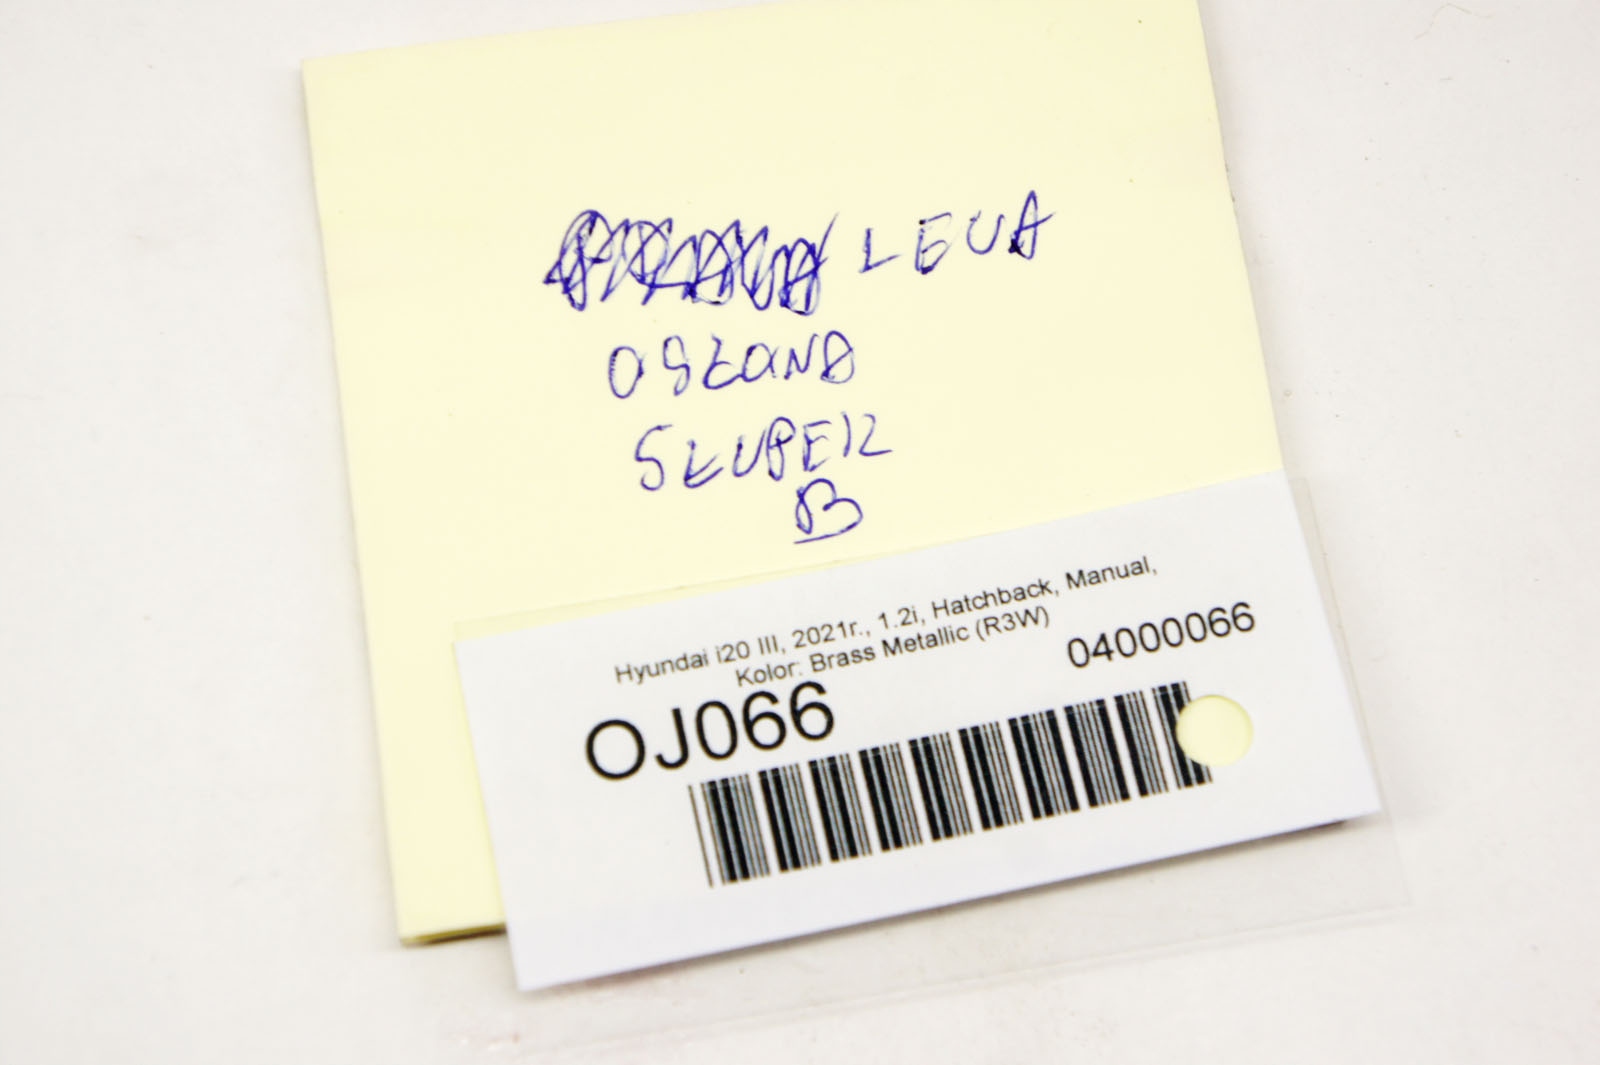 LEVA
OSŁONA
SŁUPEK
B
Hyundai i20 III, 2021r., 1.2i, Hatchback, Manual,
Kolor: Brass Metallic (R3W)
04000066
OJ066